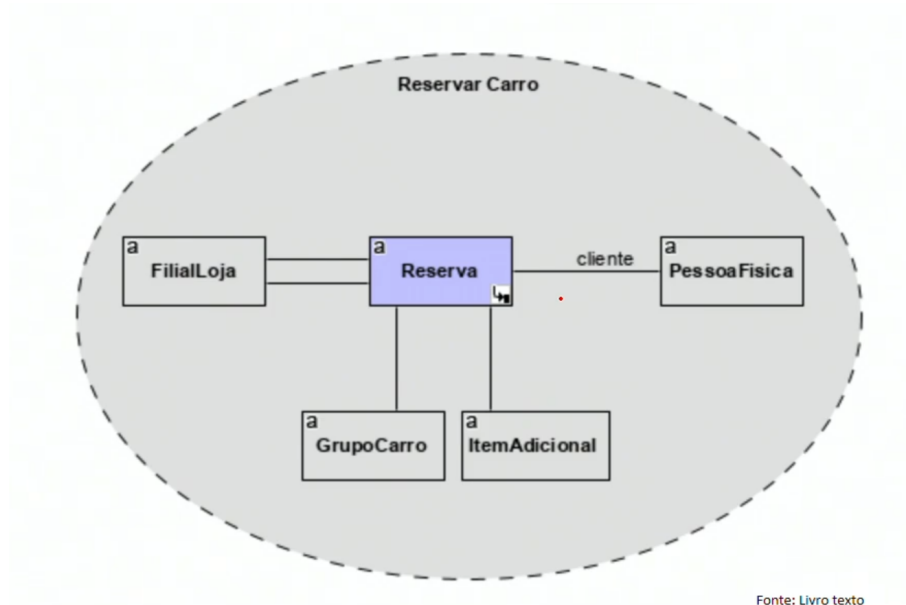 Reservar Carro
a
FilialLoja
a
Reserva
cliente
a
PessoaFisica
a
GrupoCarro
a
ItemAdicional
Fonte: Livro texto